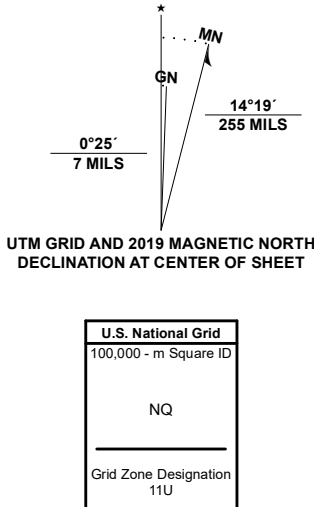 MN
GN
14°19´
255 MILS
0°25´
7 MILS
UTM GRID AND 2019 MAGNETIC NORTH
DECLINATION AT CENTER OF SHEET
U.S. National Grid
100,000 - m Square ID
NQ
Grid Zone Designation
11U